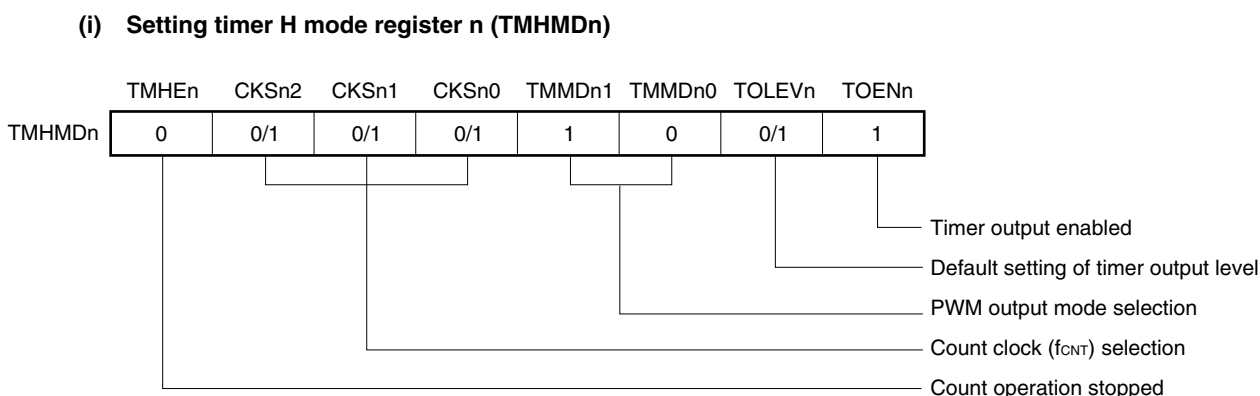 (i) Setting timer H mode register n (TMHMDn)
TMHEn CKSn2 CKSn1 CKSn0 TMMDn1 TMMDn0 TOLEVn TOENn
TMHMDn 0 0/1 0/1 0/1 1 0 0/1 1
Timer output enabled
Default setting of timer output level
PWM output mode selection
Count clock (fCNT) selection
Count operation stopped